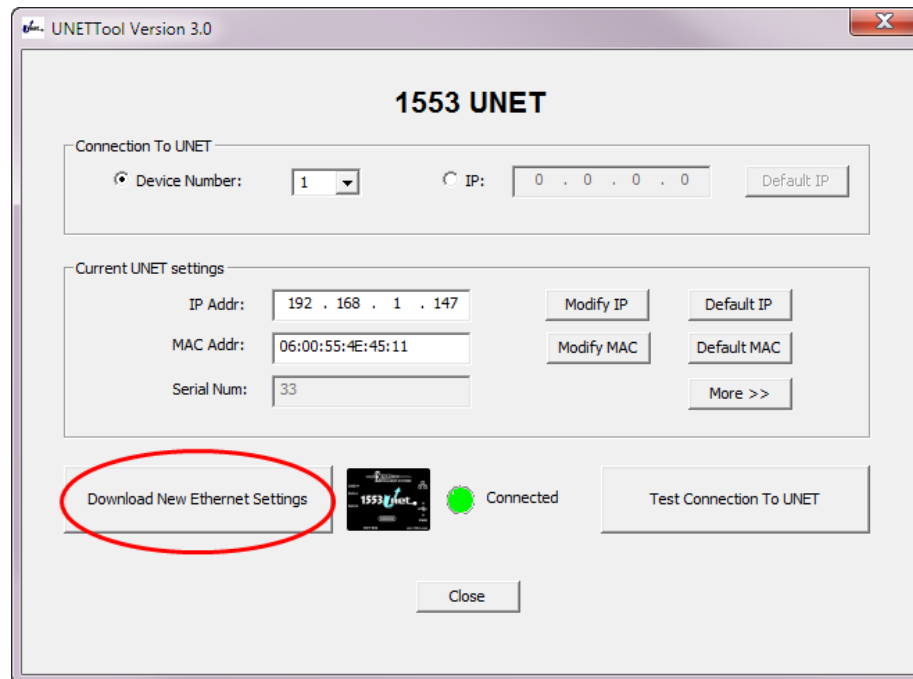 UNETTool Version 3.0
1553 UNET
Connection To UNET
Device Number: 1 IP: 0 . 0 . 0 . 0 Default IP
Current UNET settings
IP Addr: 192 . 168 . 1 . 147 Modify IP Default IP
MAC Addr: 06:00:55:4E:45:11 Modify MAC Default MAC
Serial Num: 33 More >>
Download New Ethernet Settings 1553 Connected Test Connection To UNET
Close